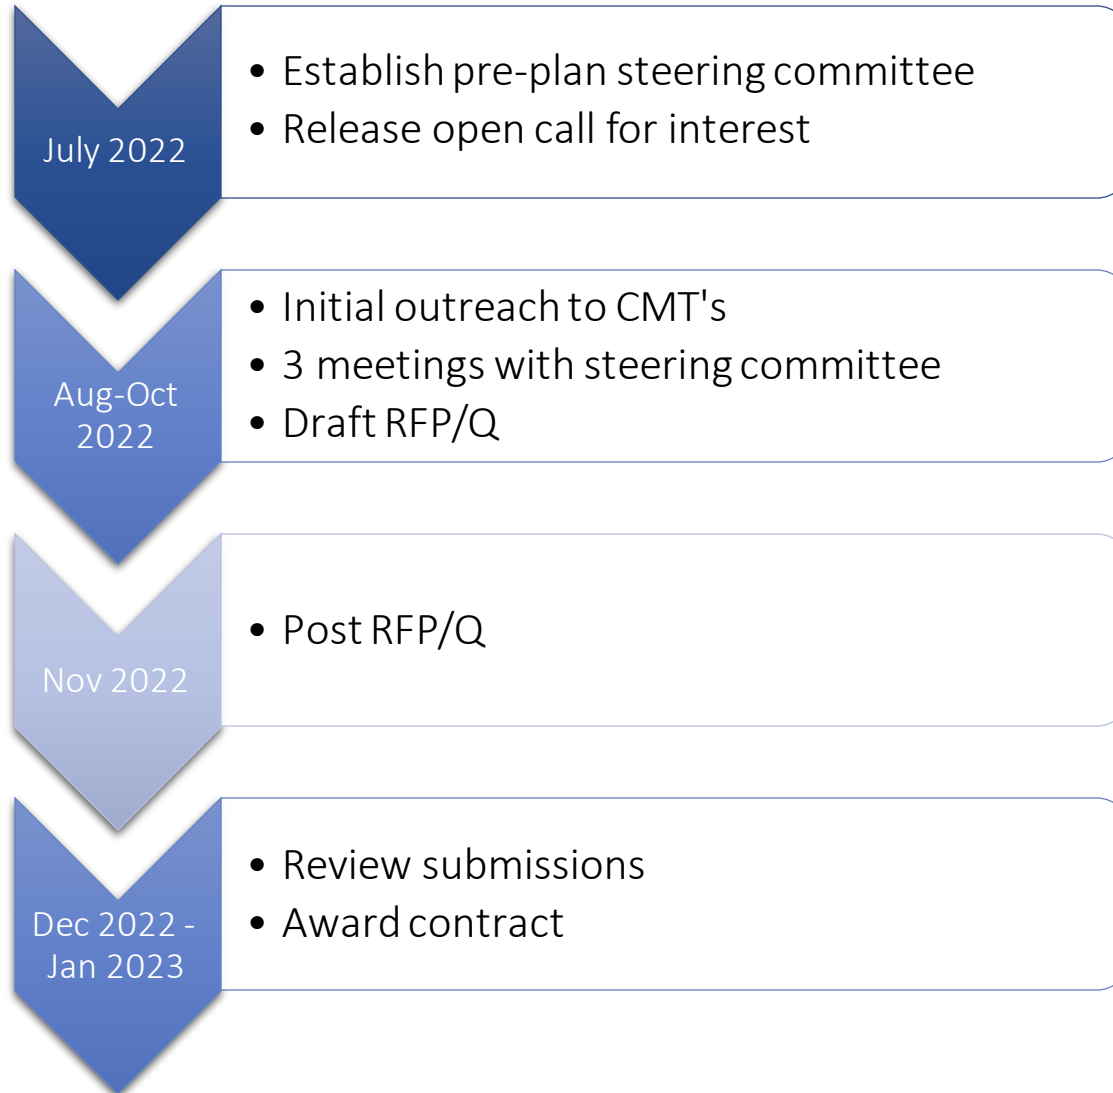 July 2022
• Establish pre-plan steering committee
• Release open call for interest
Aug-Oct
2022
• Initial outreach to CMT's
• 3 meetings with steering committee
• Draft RFP/Q
Nov 2022
• Post RFP/Q
Dec 2022 -
Jan 2023
• Review submissions
• Award contract